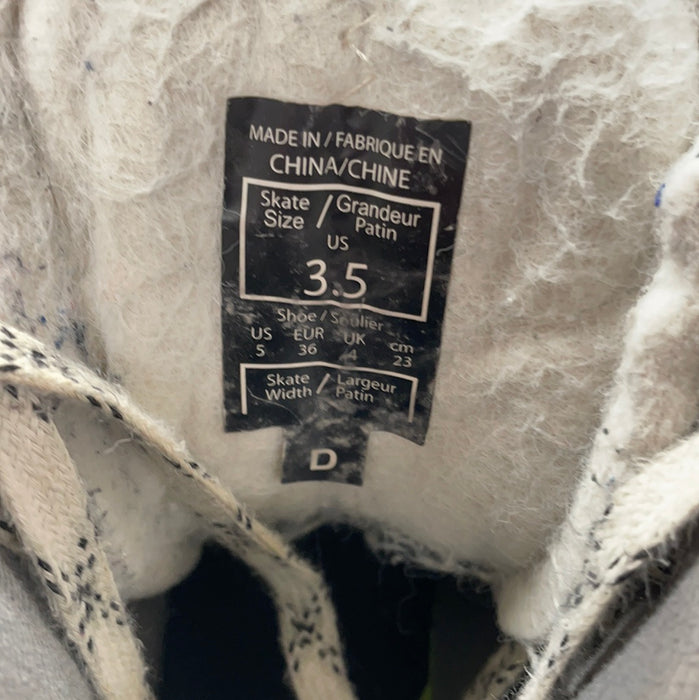 MADE IN / FABRIQUE EN
CHINA/CHINE
Skate / Grandeur
Size Patin
US
3.5
Shoe / Soulier
US EUR UK cm
5 36 4 23
Skate / Largeur
Width Patin
D